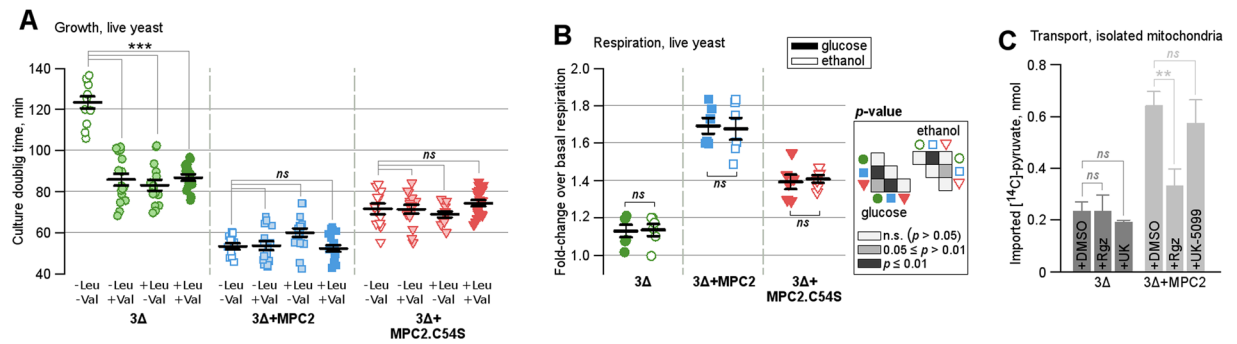 A
Growth, live yeast
Culture doublig time, min
140
120
100
80
60
40
***
ns
ns
-Leu -Leu +Leu +Leu
-Val +Val -Val +Val
3Δ
-Leu -Leu +Leu +Leu
-Val +Val -Val +Val
3Δ+MPC2
-Leu -Leu +Leu +Leu
-Val +Val -Val +Val
3Δ+
MPC2.C54S
B
Respiration, live yeast
glucose
ethanol
Fold-change over basal respiration
2.0
1.8
1.6
1.4
1.2
1.0
ns
ns
ns
3Δ
3Δ+MPC2
3Δ+
MPC2.C54S
p-value
ethanol
glucose
n.s. (p > 0.05)
0.05 ≤ p > 0.01
p ≤ 0.01
C
Transport, isolated mitochondria
Imported [14C]-pyruvate, nmol
0.8
0.6
0.4
0.2
0
ns
ns
ns
**
+DMSO
+Rgz
+UK
+DMSO
+Rgz
+UK-5099
3Δ
3Δ+MPC2